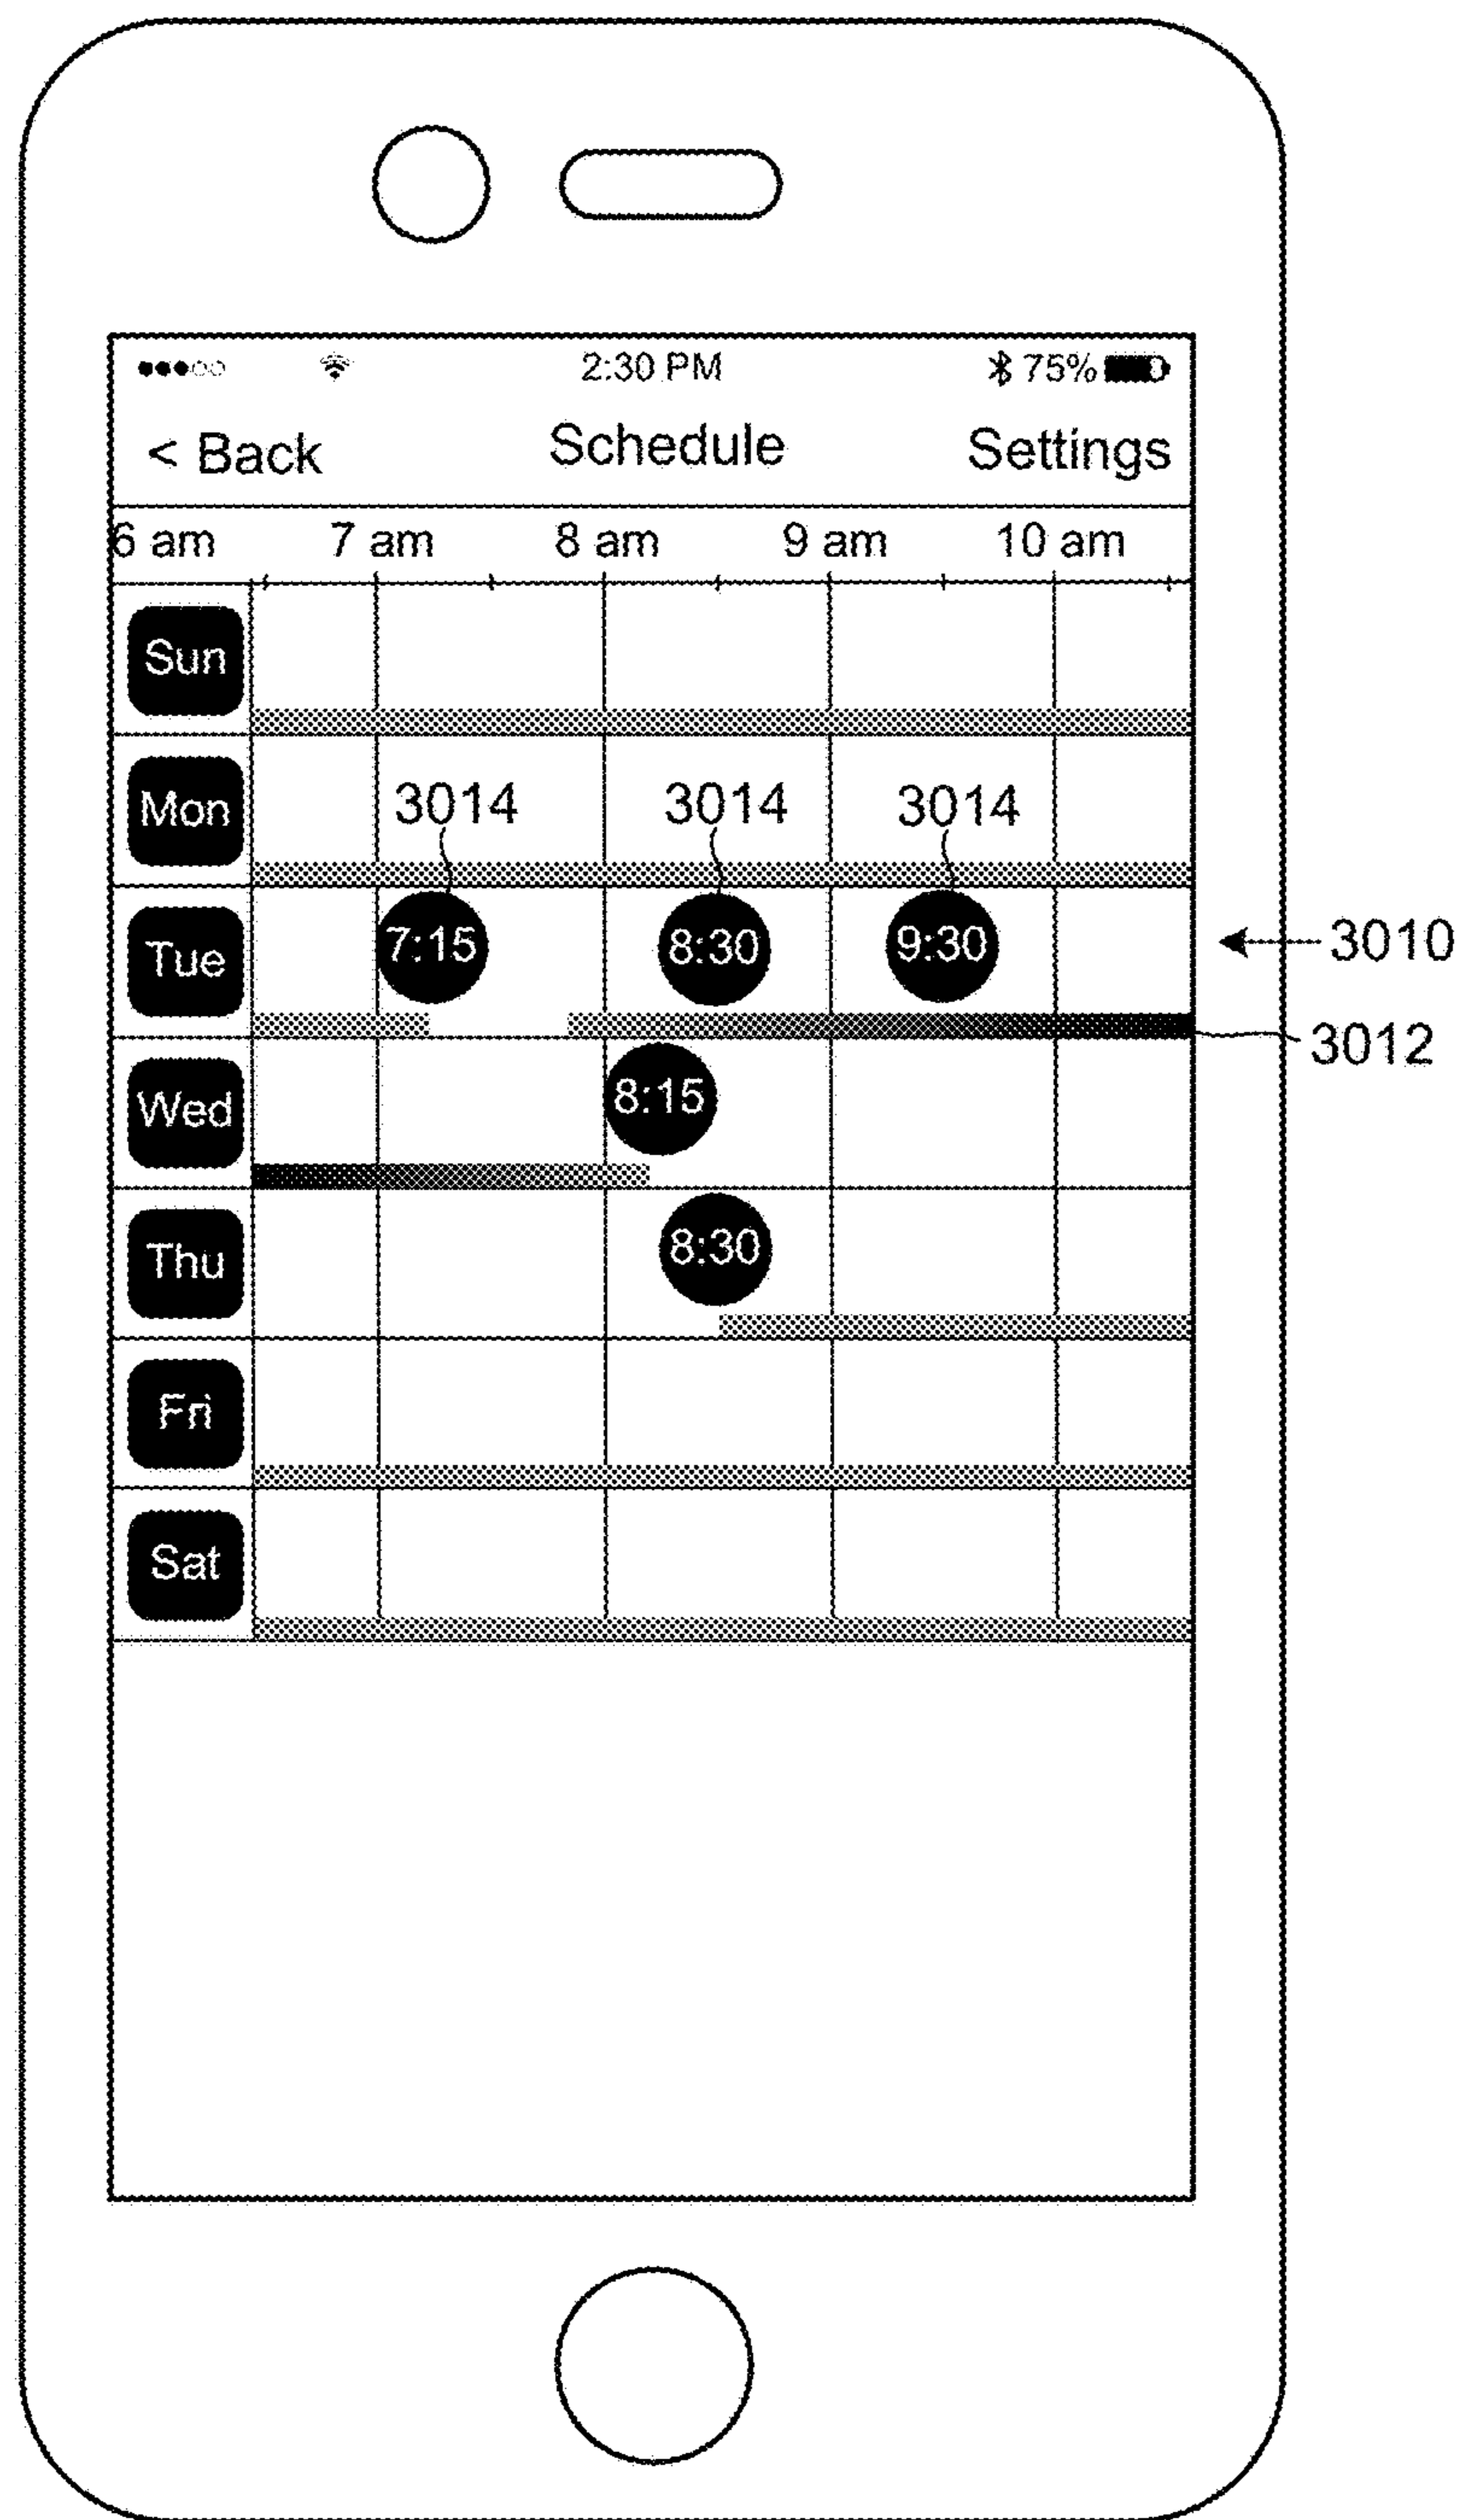 2:30 PM 75%
< Back Schedule Settings
6 am 7 am 8 am 9 am 10 am
Sun
Mon 3014 3014 3014
Tue 7:15 8:30 9:30 3010
3012
Wed 8:15
Thu 8:30
Fri
Sat